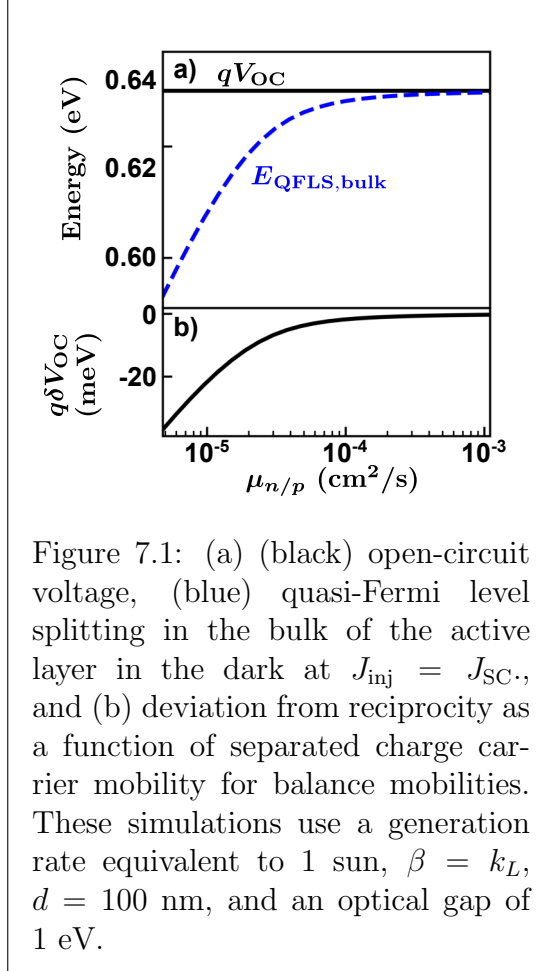 a) qV_OC
0.64
0.62
0.60
Energy (eV)
E_QFLS,bulk
b)
0
-20
qδV_OC
(meV)
10^-5 10^-4 10^-3
μ_n/p (cm²/s)
Figure 7.1: (a) (black) open-circuit
voltage, (blue) quasi-Fermi level
splitting in the bulk of the active
layer in the dark at J_inj = J_SC.,
and (b) deviation from reciprocity as
a function of separated charge car-
rier mobility for balance mobilities.
These simulations use a generation
rate equivalent to 1 sun, β = k_L,
d = 100 nm, and an optical gap of
1 eV.